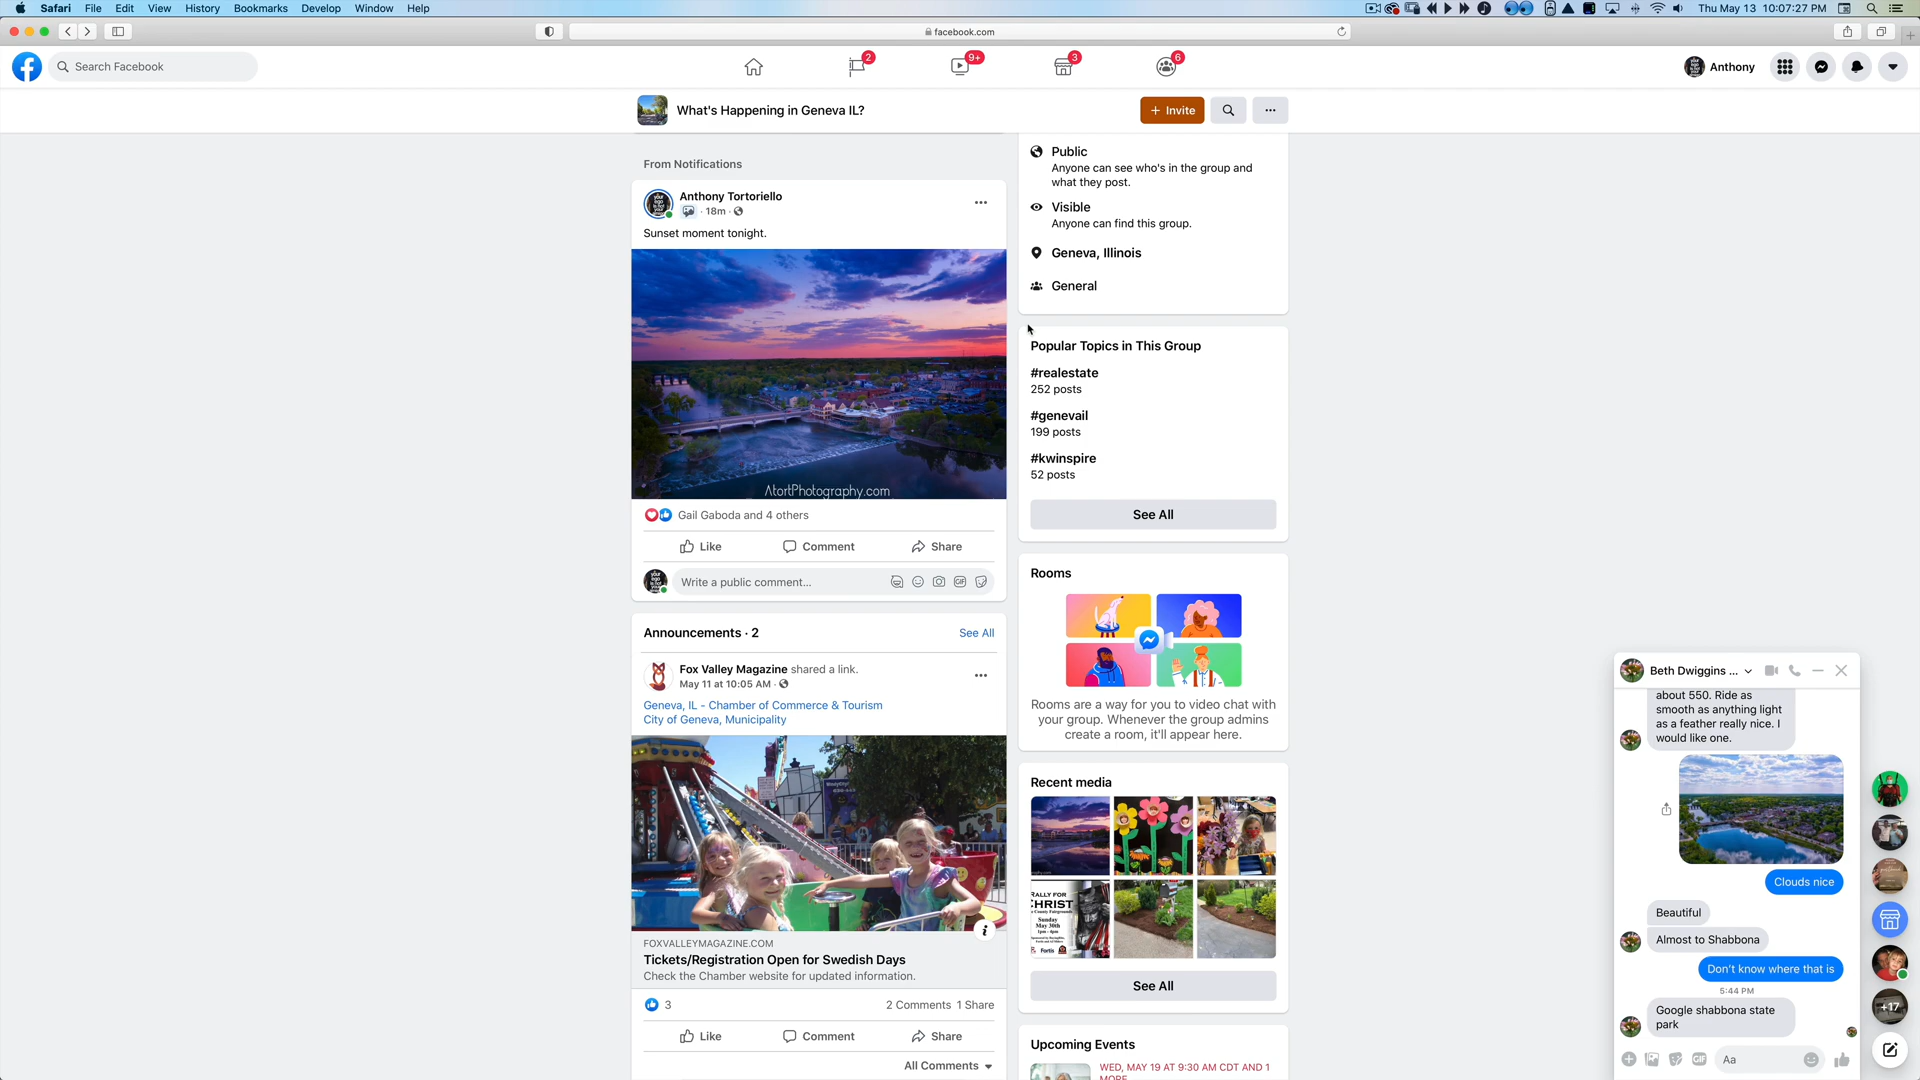 Safari File Edit View History Bookmarks Develop Window Help
Thu May 13 10:07:27 PM
facebook.com
Search Facebook
2
9+
3
6
Anthony
What's Happening in Geneva IL?
+ Invite
From Notifications
Anthony Tortoriello
· 18m ·
Sunset moment tonight.
AtortPhotography.com
Gail Gaboda and 4 others
Like Comment Share
Write a public comment...
GIF
Announcements · 2
See All
Fox Valley Magazine shared a link.
May 11 at 10:05 AM ·
Geneva, IL - Chamber of Commerce & Tourism
City of Geneva, Municipality
FOXVALLEYMAGAZINE.COM
Tickets/Registration Open for Swedish Days
Check the Chamber website for updated information.
3
2 Comments 1 Share
Like Comment Share
All Comments
Public
Anyone can see who's in the group and
what they post.
Visible
Anyone can find this group.
Geneva, Illinois
General
Popular Topics in This Group
#realestate
252 posts
#genevail
199 posts
#kwinspire
52 posts
See All
Rooms
Rooms are a way for you to video chat with
your group. Whenever the group admins
create a room, it'll appear here.
Recent media
RALLY FOR
CHRIST
County Fairgrounds
Sunday
May 30th
Fortis
See All
Upcoming Events
WED, MAY 19 AT 9:30 AM CDT AND 1
MORE
Beth Dwiggins ...
about 550. Ride as
smooth as anything light
as a feather really nice. I
would like one.
Clouds nice
Beautiful
Almost to Shabbona
Don't know where that is
5:44 PM
Google shabbona state
park
GIF
Aa
+17